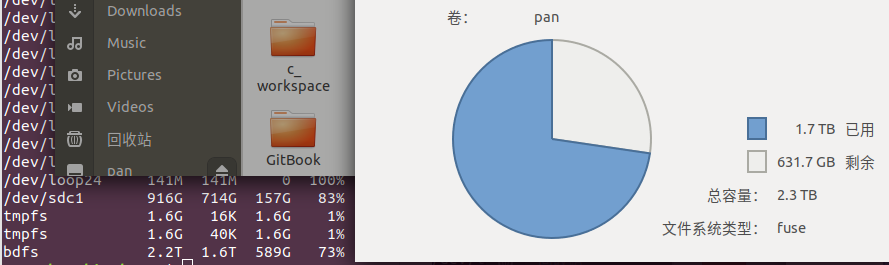 /dev/l
Downloads
/dev/l
/dev/l
Music
/dev/l
/dev/l
Pictures
/dev/l
Videos
/dev/l
回收站
/dev/l
/dev/l
pan
c_
workspace
GitBook
/dev/loop24 141M 141M 0 100%
/dev/sdc1 916G 714G 157G 83%
tmpfs 1.6G 16K 1.6G 1%
tmpfs 1.6G 40K 1.6G 1%
bdfs 2.2T 1.6T 589G 73%
卷： pan
1.7 TB 已用
631.7 GB 剩余
总容量： 2.3 TB
文件系统类型： fuse